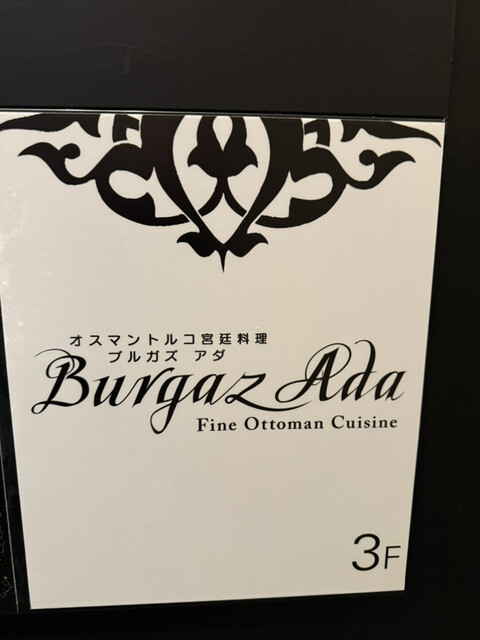 オスマントルコ宮廷料理
ブルガズ アダ
Burgaz Ada
Fine Ottoman Cuisine
3F